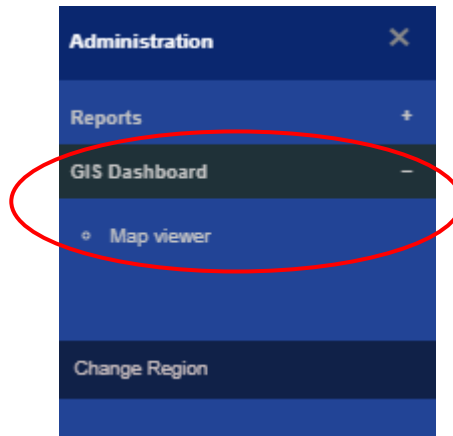 Administration ×
Reports +
GIS Dashboard −
Map viewer
Change Region